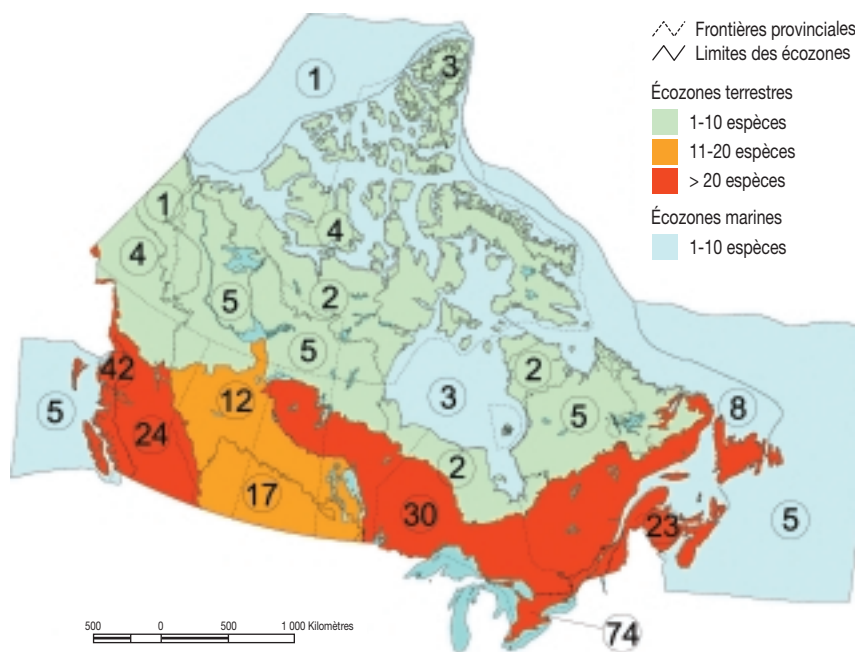 Frontières provinciales
Limites des écozones
Écozones terrestres
1-10 espèces
11-20 espèces
> 20 espèces
Écozones marines
1-10 espèces
1
3
1
4
4
5
2
5
2
3
5
8
42
5
12
24
2
17
30
23
5
74
500 0 500 1 000 Kilomètres